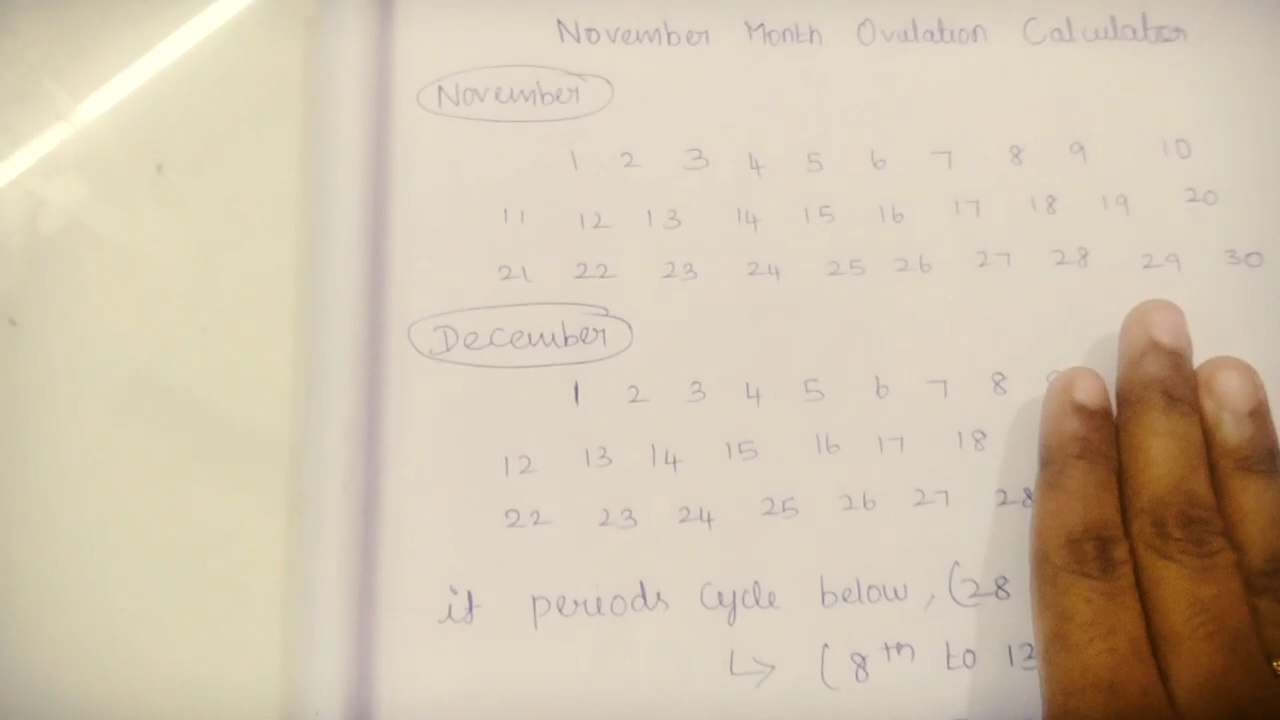 November Month Ovulation Calculator
November
1 2 3 4 5 6 7 8 9 10
11 12 13 14 15 16 17 18 19 20
21 22 23 24 25 26 27 28 29 30
December
1 2 3 4 5 6 7 8
12 13 14 15 16 17 18
22 23 24 25 26 27 28
if periods cycle below, (28
↳ (8th to 13